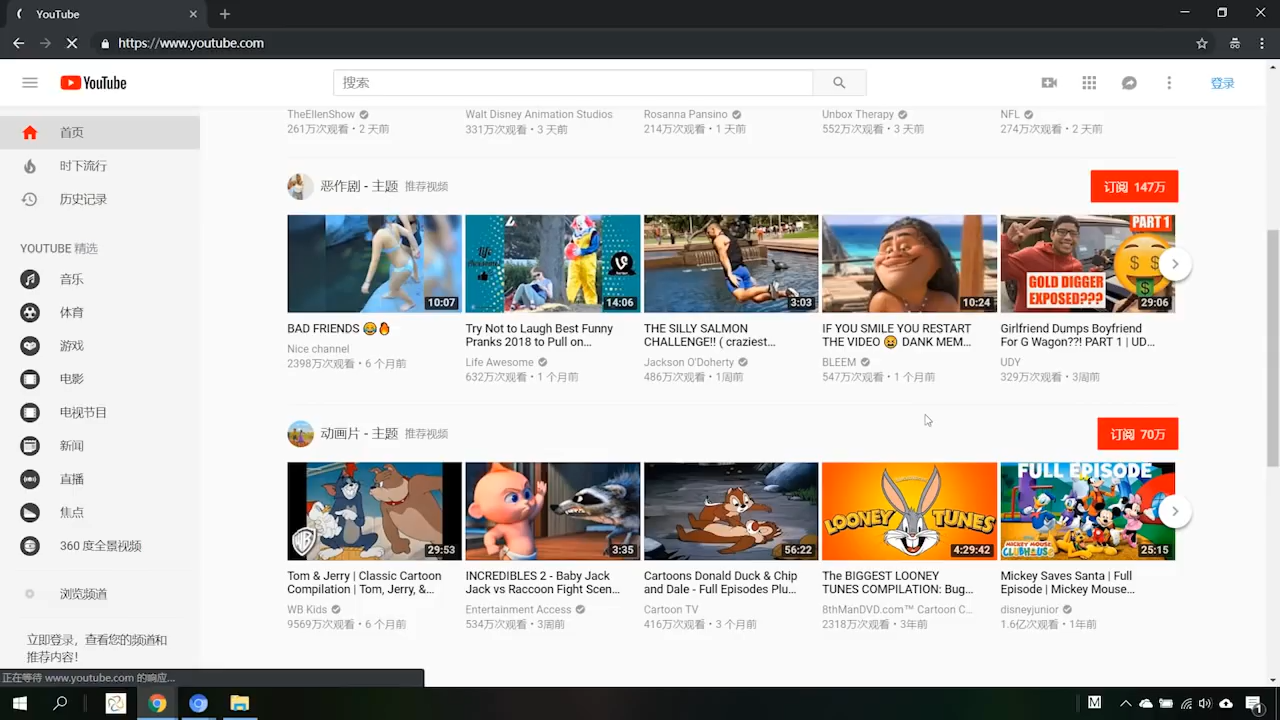 YouTube
https://www.youtube.com
YouTube
搜索
登录
首页
时下流行
历史记录
YOUTUBE 精选
音乐
体育
游戏
电影
电视节目
新闻
直播
焦点
360 度全景视频
浏览频道
立即登录，查看您的频道和
推荐内容！
TheEllenShow
261万次观看 • 2 天前
Walt Disney Animation Studios
331万次观看 • 3 天前
Rosanna Pansino
214万次观看 • 1 天前
Unbox Therapy
552万次观看 • 3 天前
NFL
274万次观看 • 2 天前
恶作剧 - 主题 推荐视频
订阅 147万
10:07
BAD FRIENDS 😂🔥
Nice channel
2398万次观看 • 6 个月前
life
Awesome
14:06
Try Not to Laugh Best Funny
Pranks 2018 to Pull on...
Life Awesome
632万次观看 • 1 个月前
3:03
THE SILLY SALMON
CHALLENGE!! ( craziest...
Jackson O'Doherty
486万次观看 • 1周前
10:24
IF YOU SMILE YOU RESTART
THE VIDEO 😆 DANK MEM...
BLEEM
547万次观看 • 1 个月前
PART 1
GOLD DIGGER
EXPOSED???
29:06
Girlfriend Dumps Boyfriend
For G Wagon??! PART 1 | UD...
UDY
329万次观看 • 3周前
动画片 - 主题 推荐视频
订阅 70万
WB
29:53
Tom & Jerry | Classic Cartoon
Compilation | Tom, Jerry, &...
WB Kids
9569万次观看 • 6 个月前
3:35
INCREDIBLES 2 - Baby Jack
Jack vs Raccoon Fight Scen...
Entertainment Access
534万次观看 • 3周前
56:22
Cartoons Donald Duck & Chip
and Dale - Full Episodes Plu...
Cartoon TV
416万次观看 • 3 个月前
LOONEY TUNES
4:29:42
The BIGGEST LOONEY
TUNES COMPILATION: Bug...
8thManDVD.com™ Cartoon C...
2318万次观看 • 3年前
FULL EPISODE
MICKEY MOUSE
CLUBHOUSE
25:15
Mickey Saves Santa | Full
Episode | Mickey Mouse...
disneyjunior
1.6亿次观看 • 1年前
正在等待 www.youtube.com 的响应...
M
1